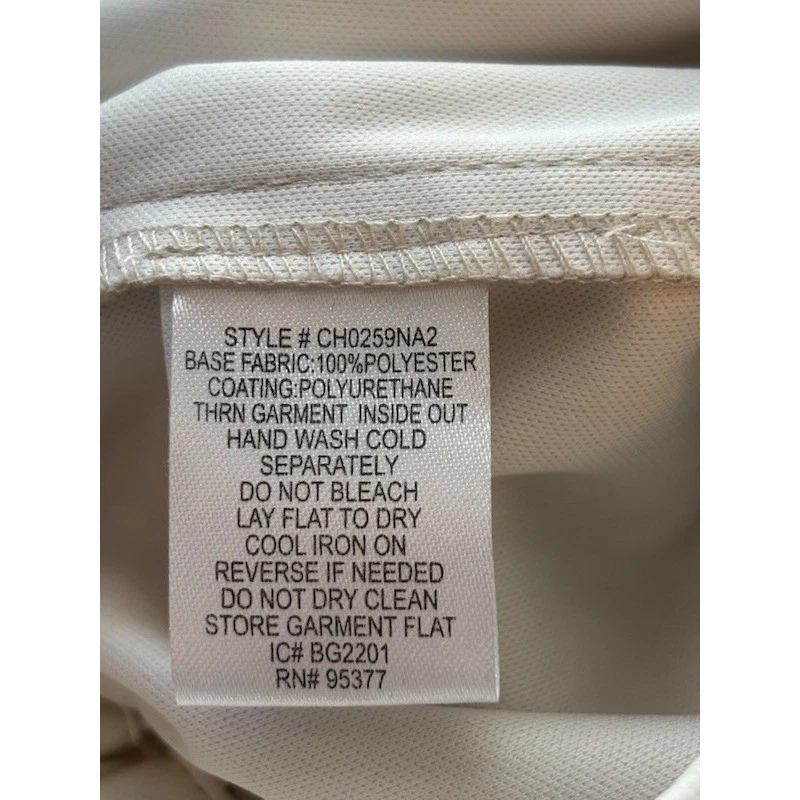 STYLE # CH0259NA2
BASE FABRIC:100%POLYESTER
COATING:POLYURETHANE
THRN GARMENT INSIDE OUT
HAND WASH COLD
SEPARATELY
DO NOT BLEACH
LAY FLAT TO DRY
COOL IRON ON
REVERSE IF NEEDED
DO NOT DRY CLEAN
STORE GARMENT FLAT
IC# BG2201
RN# 95377